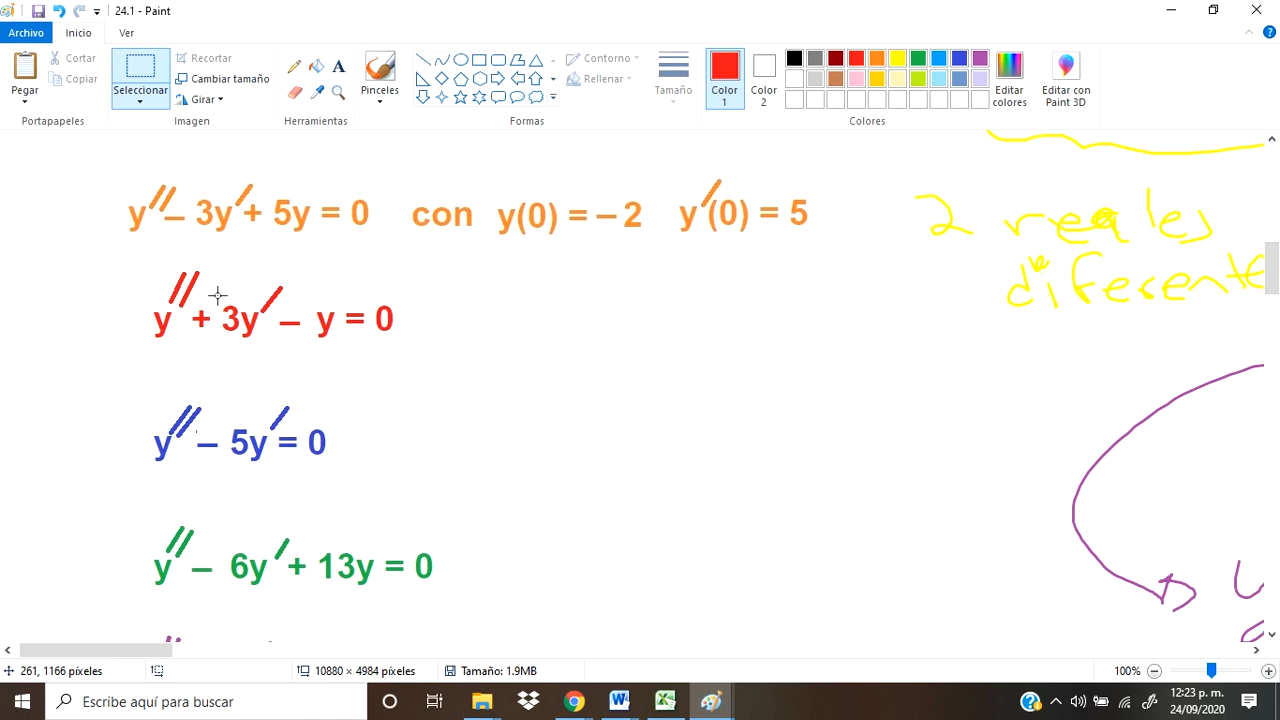 24.1 - Paint
Archivo Inicio Ver
Pegar
Cortar
Copiar
Portapapeles
Seleccionar
Recortar
Cambiar tamaño
Girar
Imagen
A
Herramientas
Pinceles
Contorno
Rellenar
Formas
Tamaño
Color 1
Color 2
Editar colores
Editar con Paint 3D
Colores
y'' – 3y' + 5y = 0 con y(0) = – 2 y'(0) = 5
2 reales
diferente
y'' + 3y' – y = 0
y'' – 5y' = 0
y'' – 6y' + 13y = 0
261, 1166 píxeles 10880 × 4984 píxeles Tamaño: 1.9MB 100%
Escribe aquí para buscar
12:23 p. m.
24/09/2020